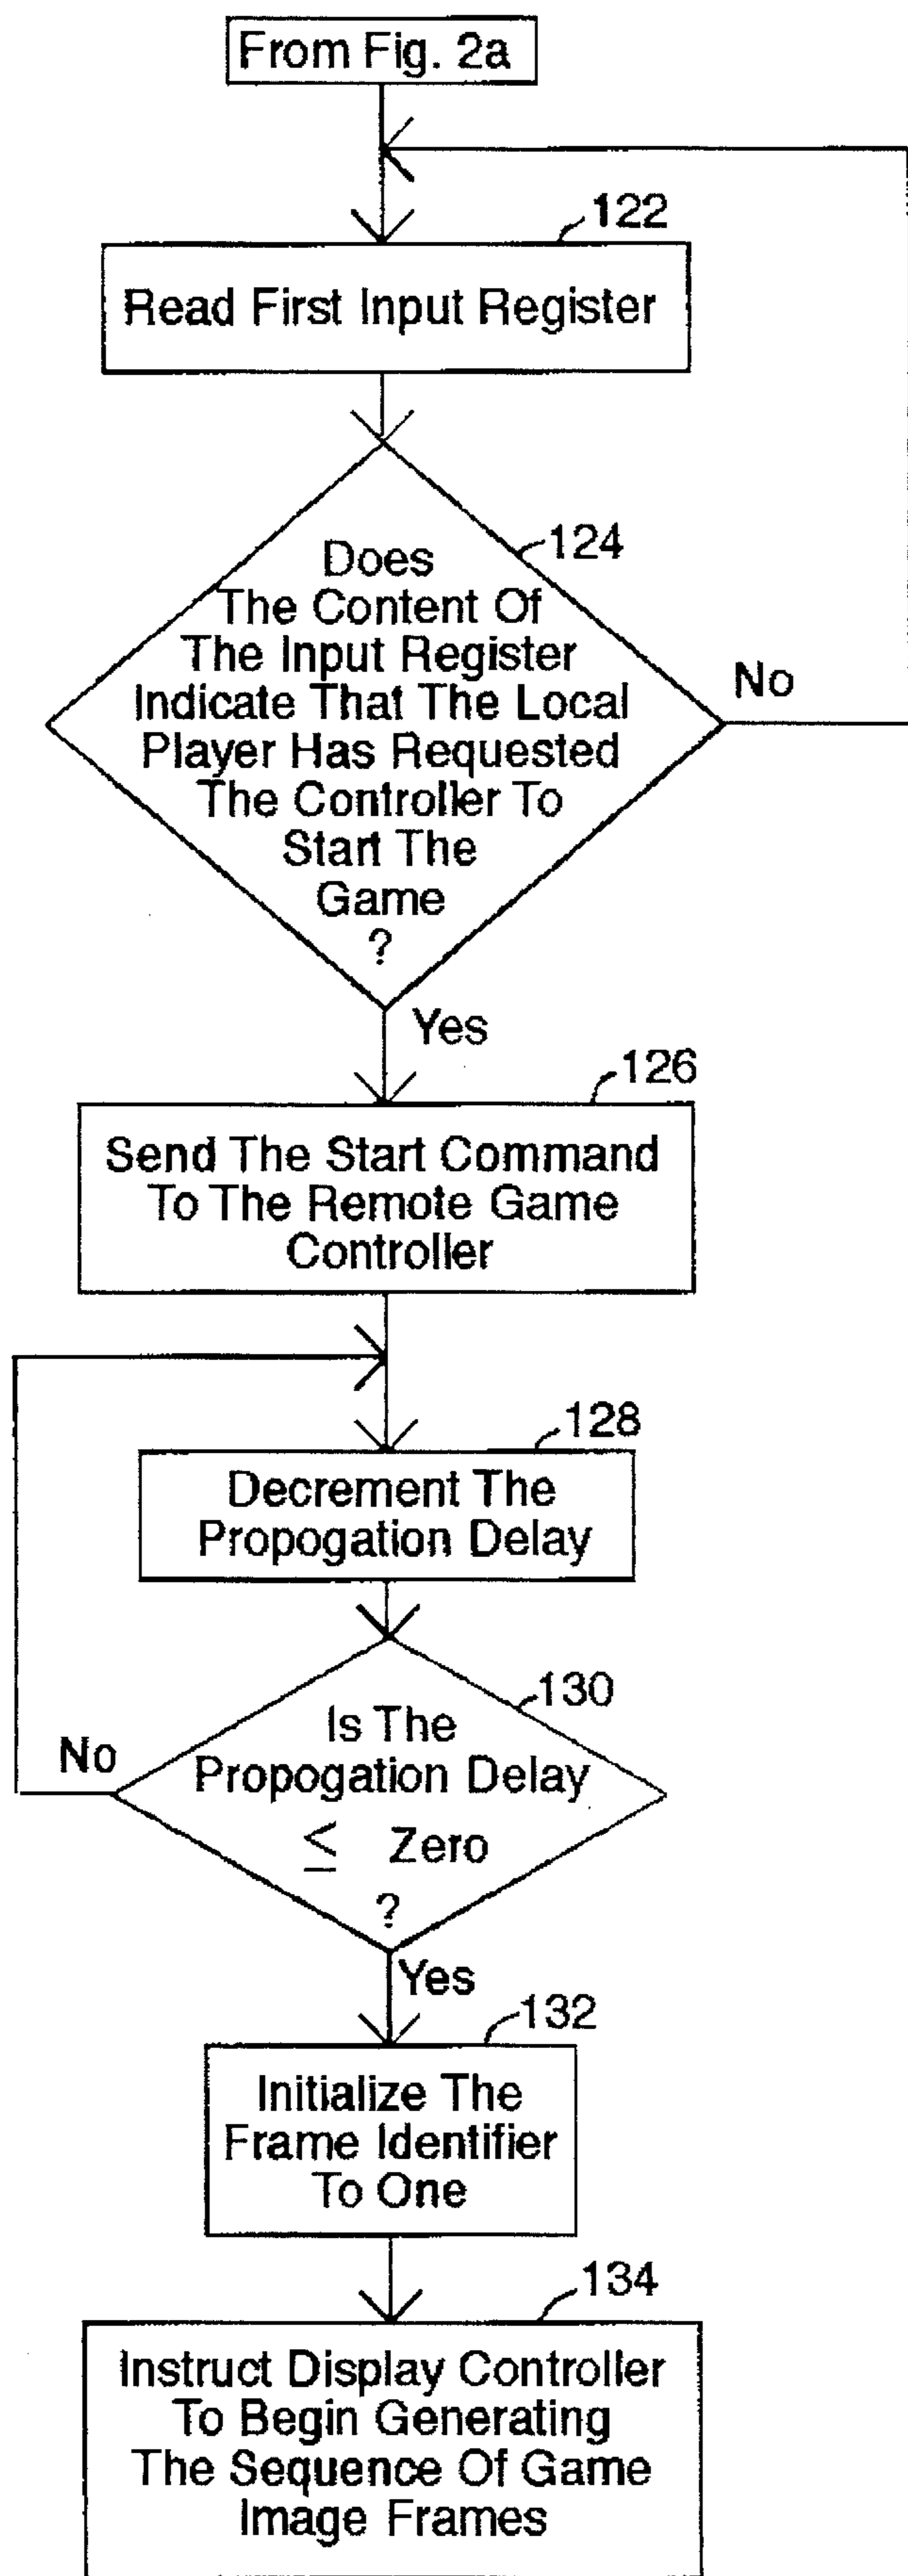 From Fig. 2a
122
Read First Input Register
124
Does
The Content Of
The Input Register
Indicate That The Local
Player Has Requested
The Controller To
Start The
Game
?
No
Yes
126
Send The Start Command
To The Remote Game
Controller
128
Decrement The
Propogation Delay
130
Is The
Propogation Delay
≤ Zero
?
No
Yes
132
Initialize The
Frame Identifier
To One
134
Instruct Display Controller
To Begin Generating
The Sequence Of Game
Image Frames